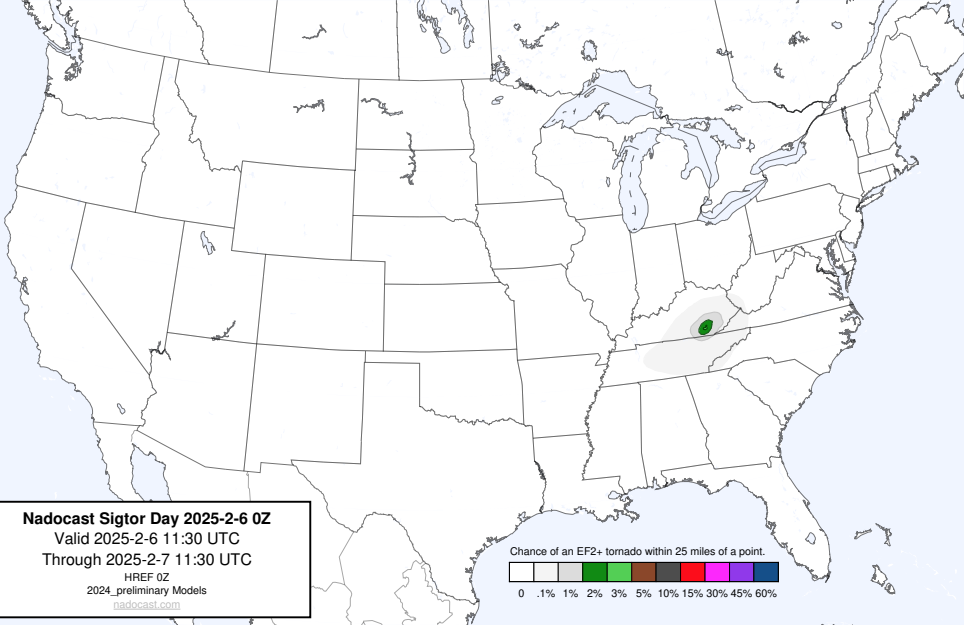 Nadocast Sigtor Day 2025-2-6 0Z
Valid 2025-2-6 11:30 UTC
Through 2025-2-7 11:30 UTC
HREF 0Z
2024_preliminary Models
nadocast.com
Chance of an EF2+ tornado within 25 miles of a point.
0 .1% 1% 2% 3% 5% 10% 15% 30% 45% 60%